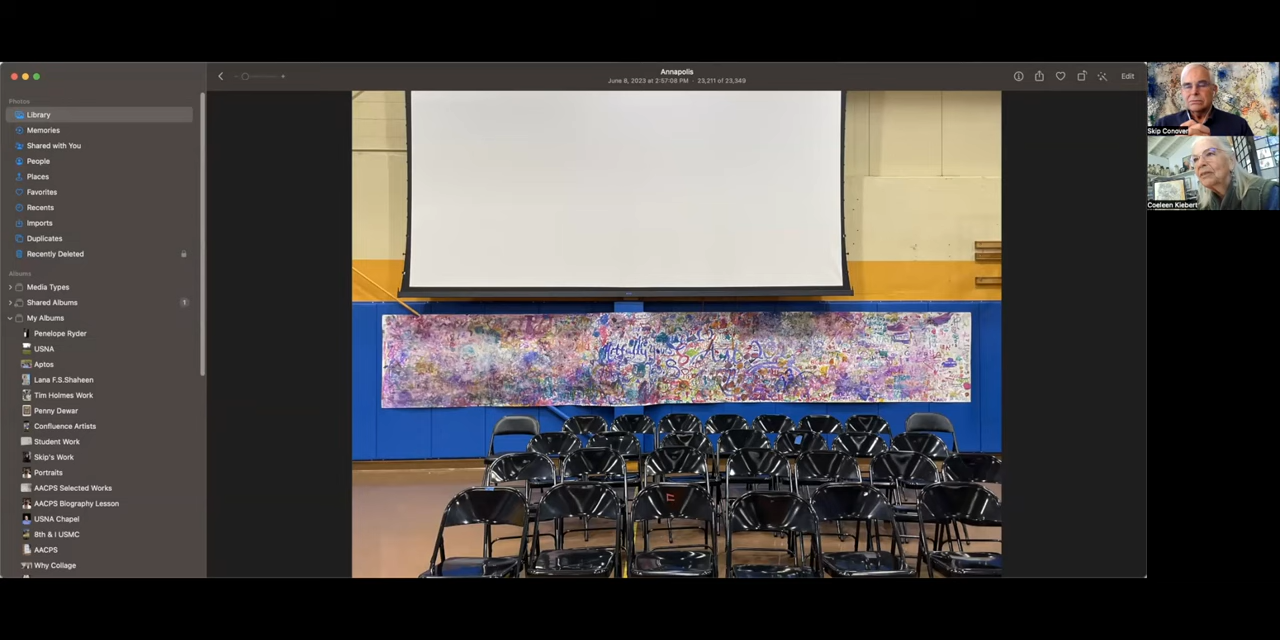 Annapolis
June 8, 2023 at 2:57:08 PM - 23,211 of 23,349
Edit
Photos
Library
Memories
Shared with You
People
Places
Favorites
Recents
Imports
Duplicates
Recently Deleted
Albums
Media Types
Shared Albums
1
My Albums
Penelope Ryder
USNA
Aptos
Lana F.S.Shaheen
Tim Holmes Work
Penny Dewar
Confluence Artists
Student Work
Skip's Work
Portraits
AACPS Selected Works
AACPS Biography Lesson
USNA Chapel
8th & I USMC
AACPS
Why Collage
Skip Conover
Coeleen Kiebert